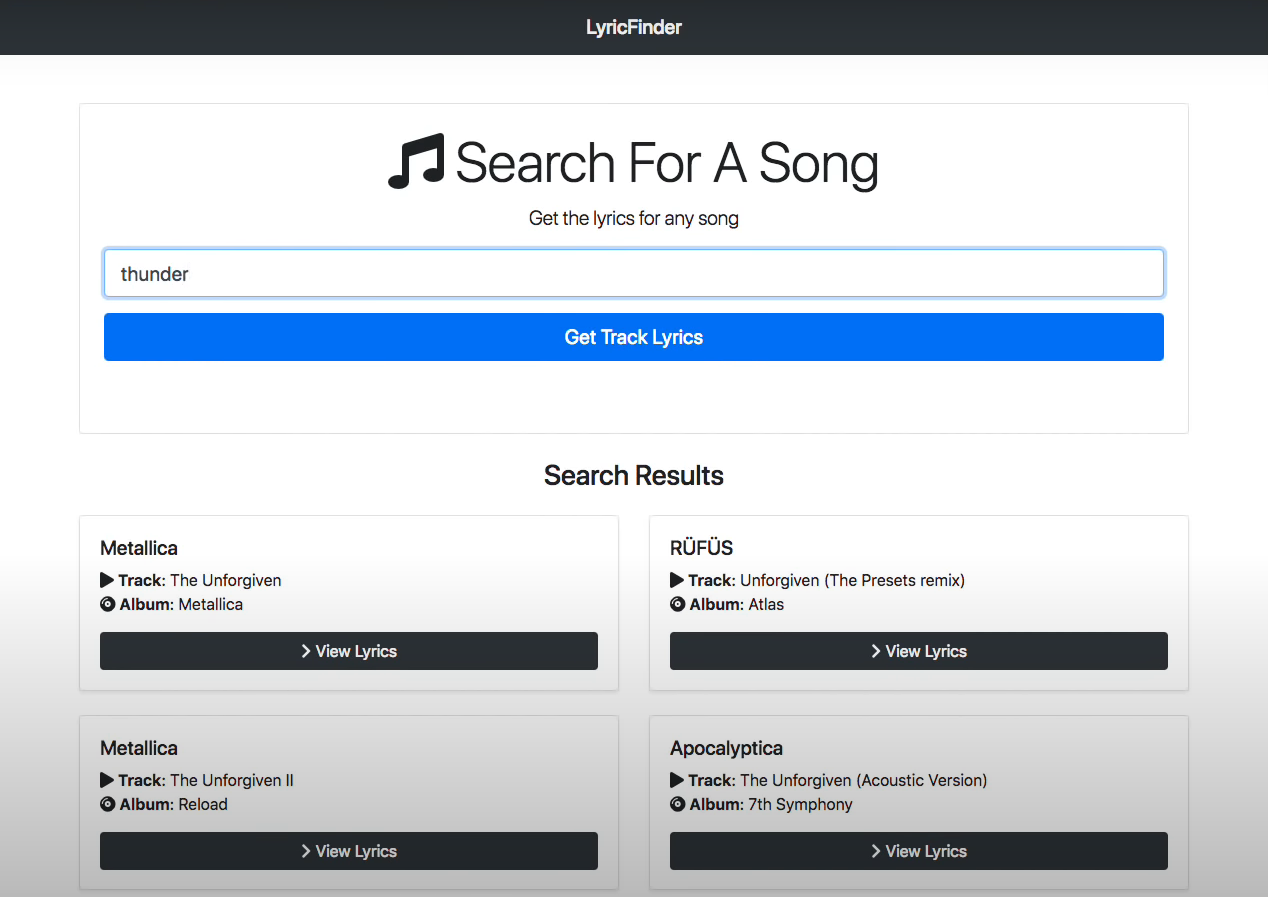 LyricFinder
Search For A Song
Get the lyrics for any song
thunder
Get Track Lyrics
Search Results
Metallica
Track: The Unforgiven
Album: Metallica
View Lyrics
RÜFÜS
Track: Unforgiven (The Presets remix)
Album: Atlas
View Lyrics
Metallica
Track: The Unforgiven II
Album: Reload
View Lyrics
Apocalyptica
Track: The Unforgiven (Acoustic Version)
Album: 7th Symphony
View Lyrics